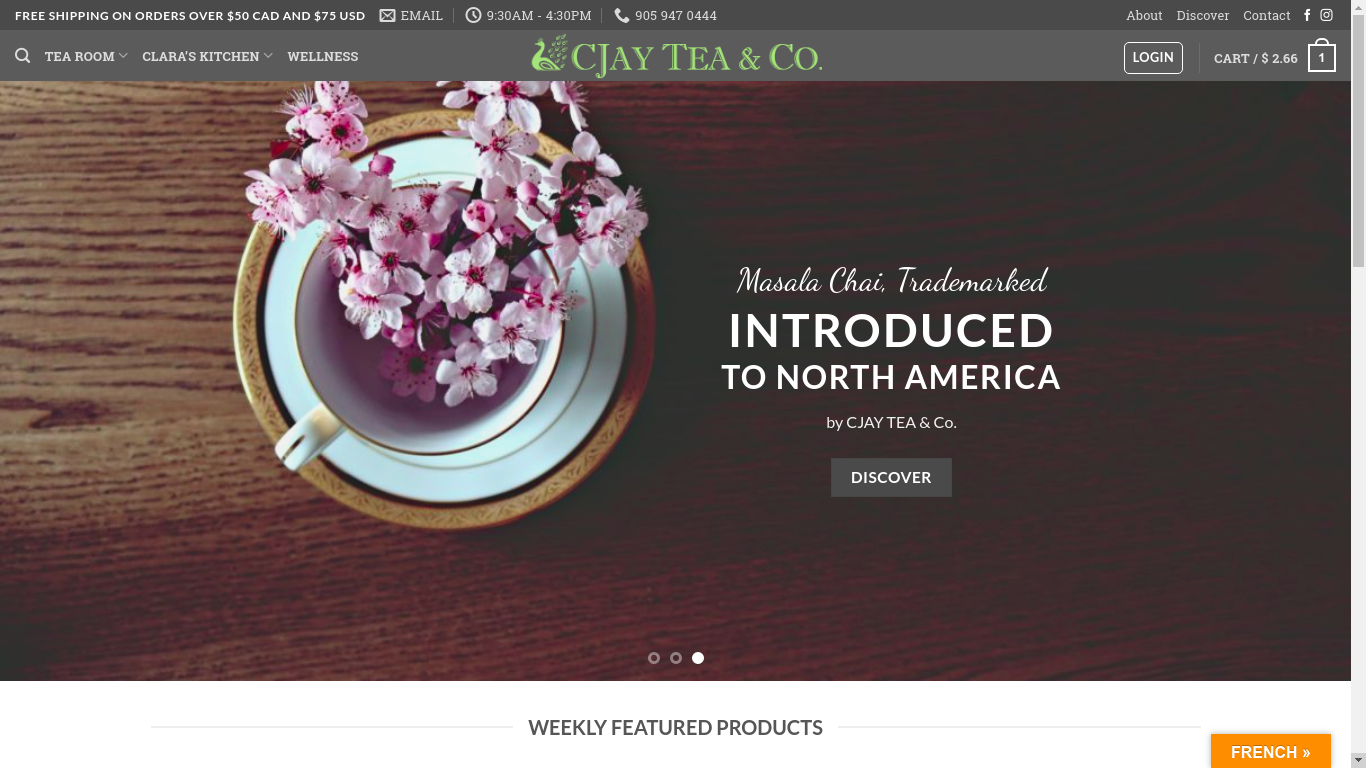 FREE SHIPPING ON ORDERS OVER $50 CAD AND $75 USD
EMAIL
9:30AM - 4:30PM
905 947 0444
About
Discover
Contact
TEA ROOM
CLARA'S KITCHEN
WELLNESS
CJAY TEA & CO.
LOGIN
CART / $ 2.66
1
Masala Chai, Trademarked
INTRODUCED
TO NORTH AMERICA
by CJAY TEA & Co.
DISCOVER
WEEKLY FEATURED PRODUCTS
FRENCH »